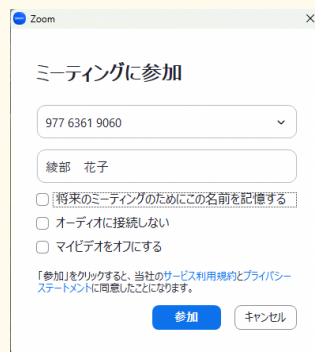 Zoom
ミーティングに参加
977 6361 9060
綾部　花子
将来のミーティングのためにこの名前を記憶する
オーディオに接続しない
マイビデオをオフにする
「参加」をクリックすると、当社のサービス利用規約とプライバシー
ステートメントに同意したことになります。
参加
キャンセル